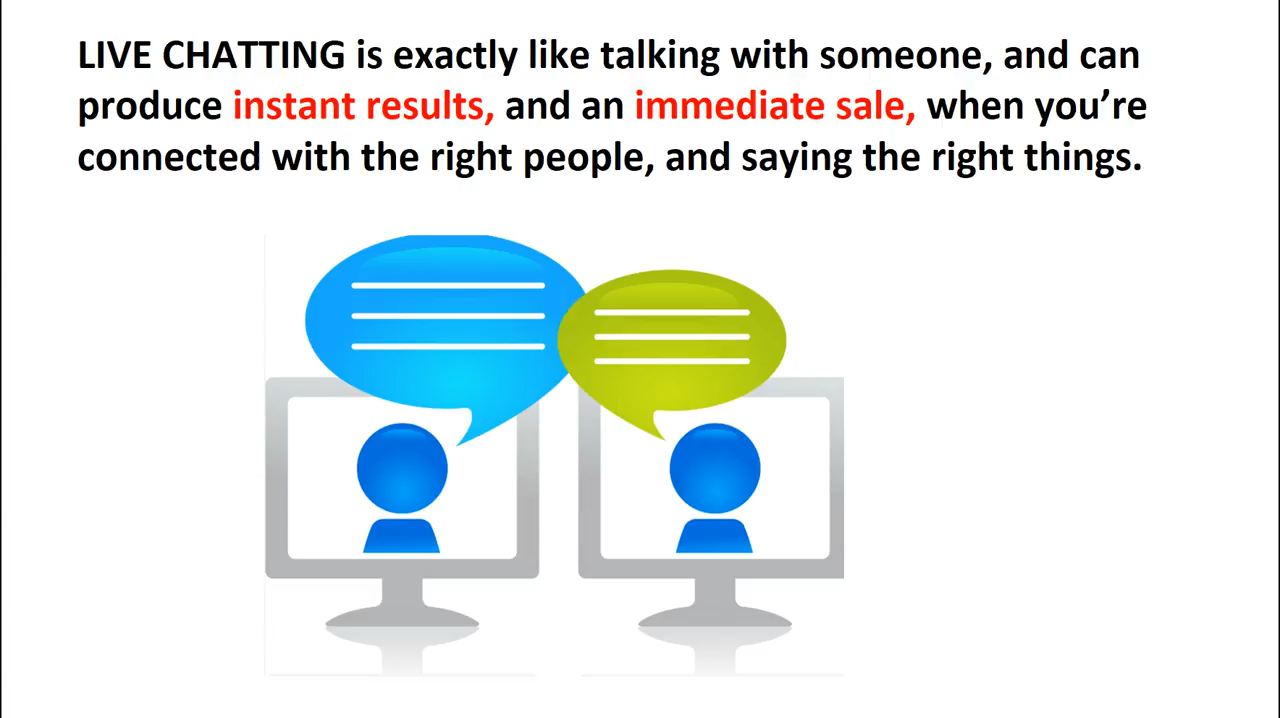 LIVE CHATTING is exactly like talking with someone, and can
produce instant results, and an immediate sale, when you’re
connected with the right people, and saying the right things.